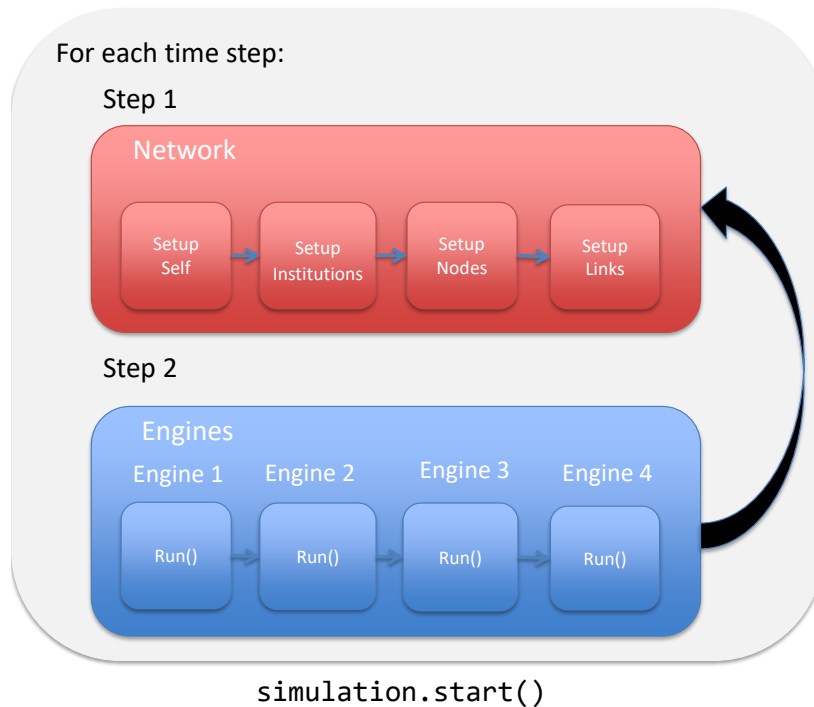 For each time step:
Step 1
Network
Setup
Self
Setup
Institutions
Setup
Nodes
Setup
Links
Step 2
Engines
Engine 1
Engine 2
Engine 3
Engine 4
Run()
Run()
Run()
Run()
simulation.start()